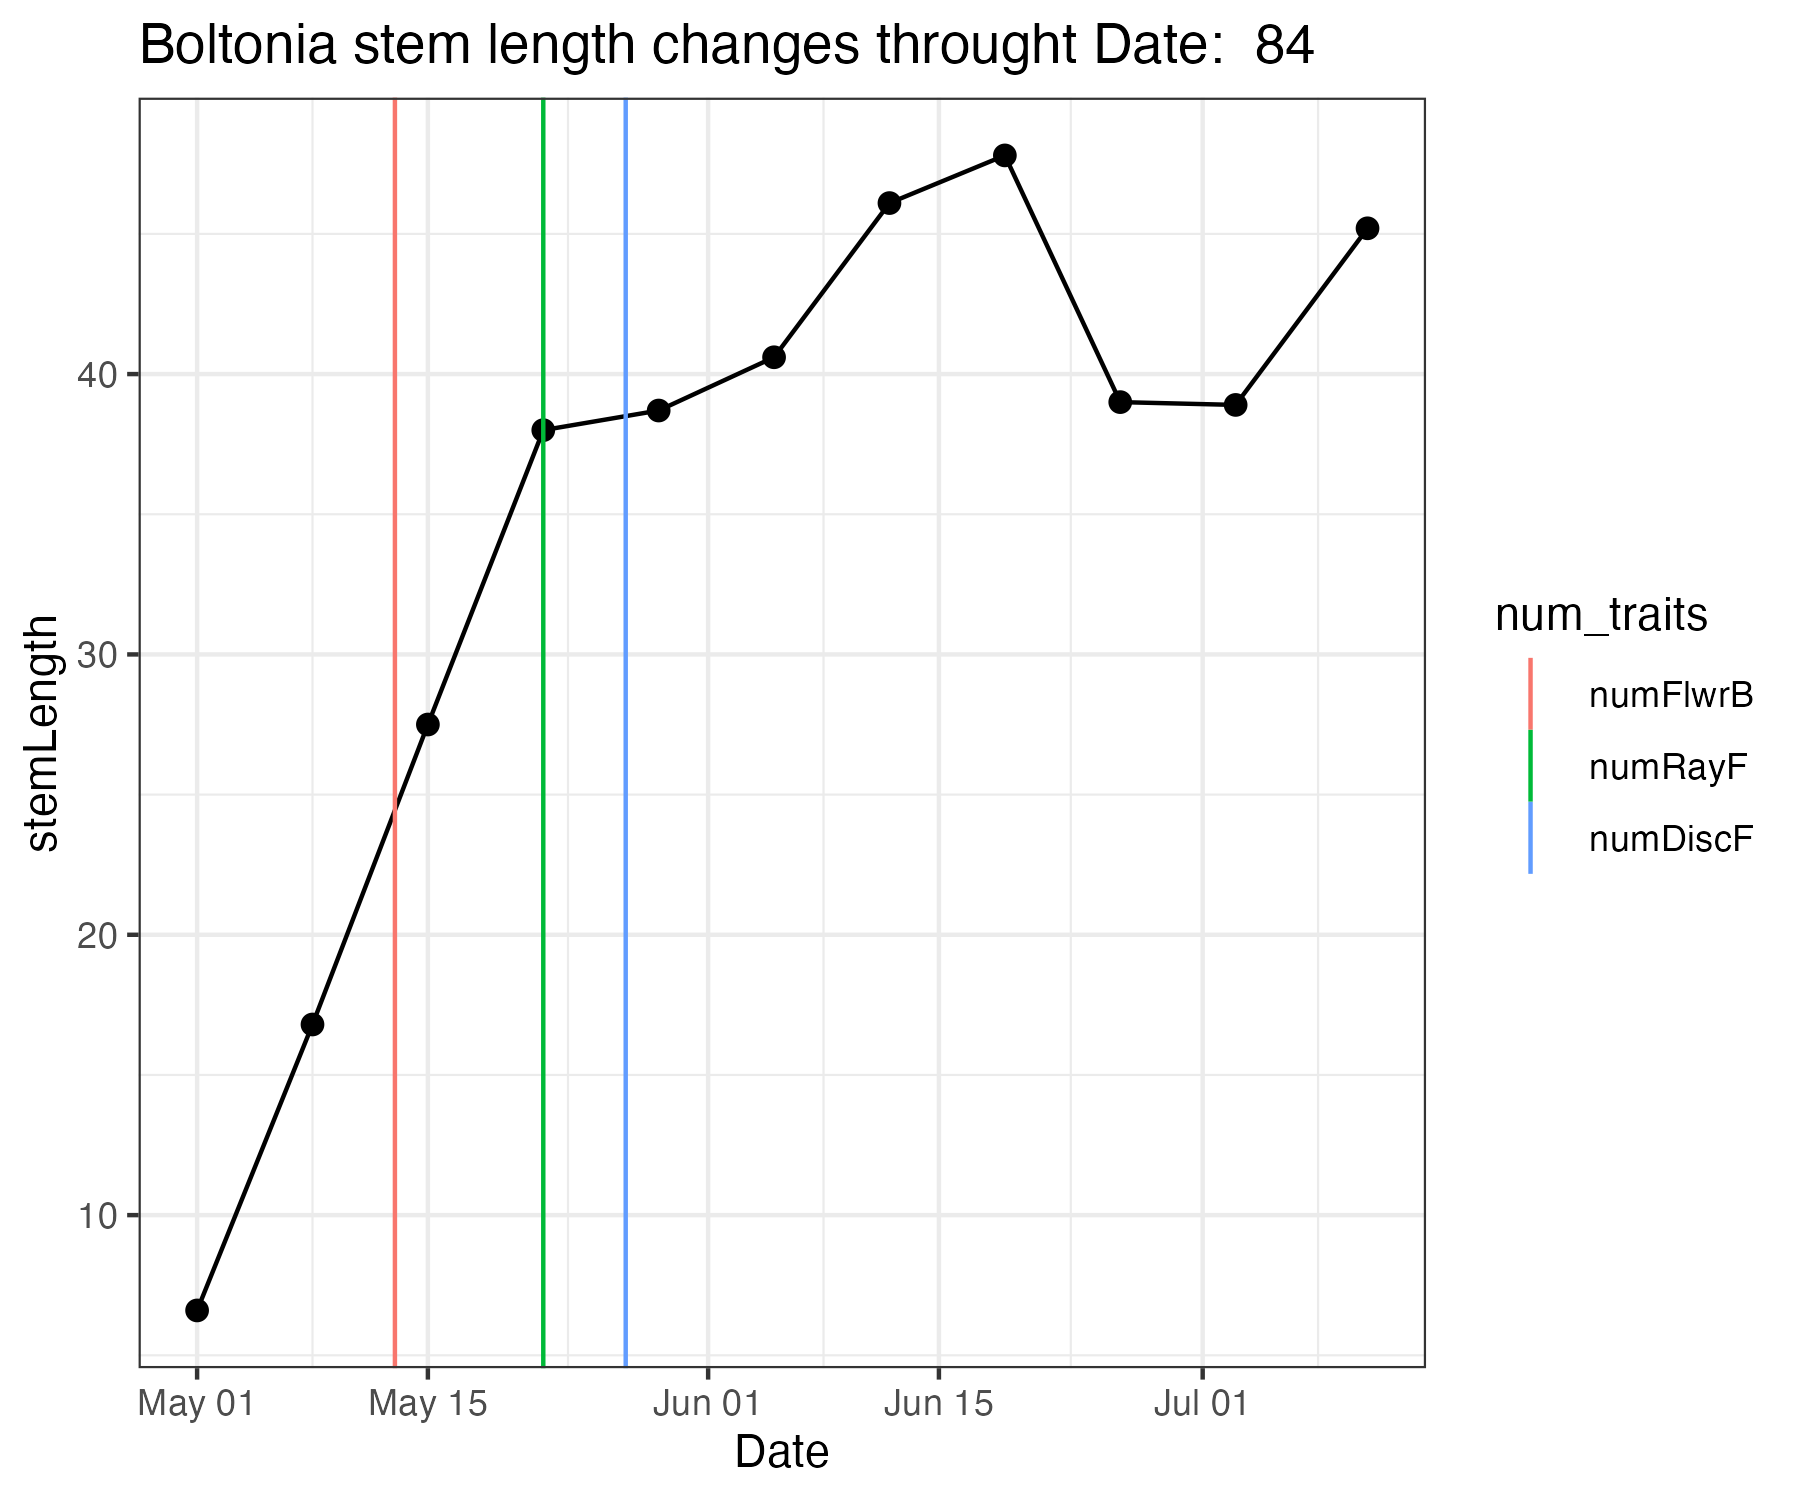 Boltonia stem length changes throught Date:  84
stemLength
40
30
20
10
May 01
May 15
Jun 01
Jun 15
Jul 01
Date
num_traits
numFlwrB
numRayF
numDiscF